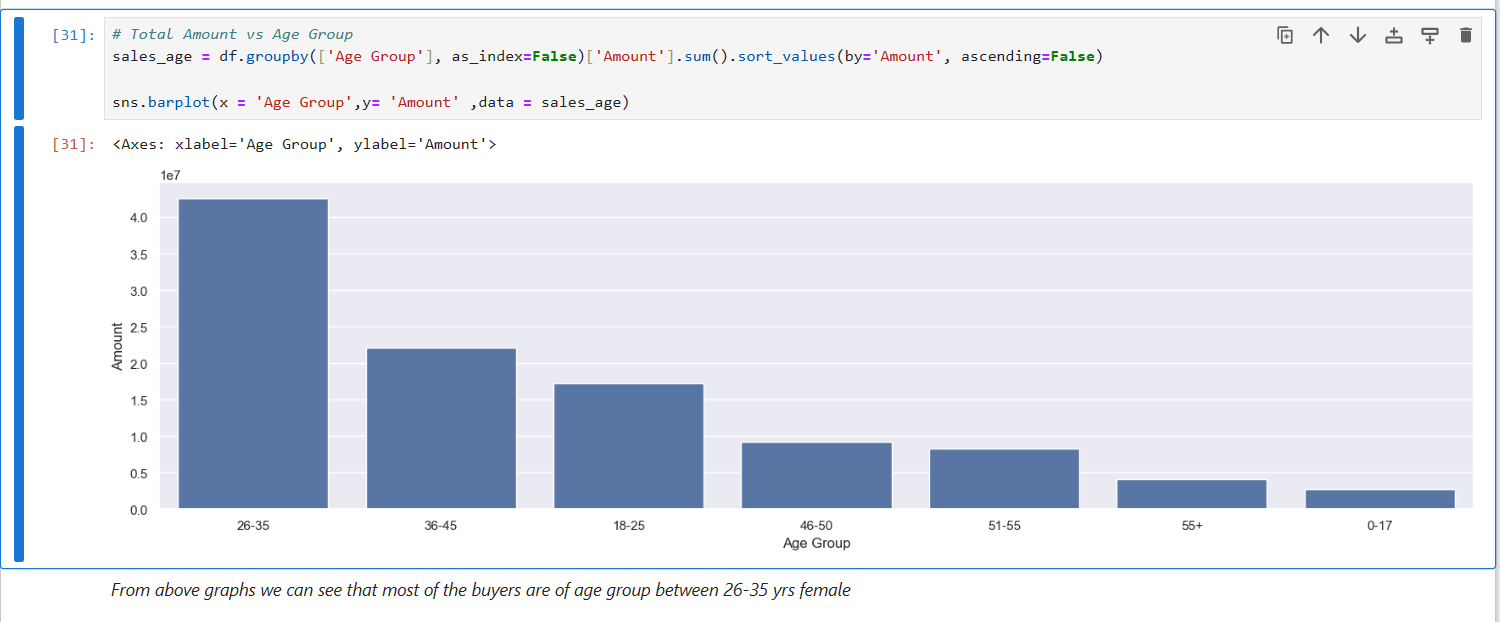 [31]: # Total Amount vs Age Group
sales_age = df.groupby(['Age Group'], as_index=False)['Amount'].sum().sort_values(by='Amount', ascending=False)
sns.barplot(x = 'Age Group',y= 'Amount' ,data = sales_age)
[31]: <Axes: xlabel='Age Group', ylabel='Amount'>
1e7
4.0
3.5
3.0
2.5
2.0
1.5
1.0
0.5
0.0
Amount
26-35 36-45 18-25 46-50 51-55 55+ 0-17
Age Group
From above graphs we can see that most of the buyers are of age group between 26-35 yrs female